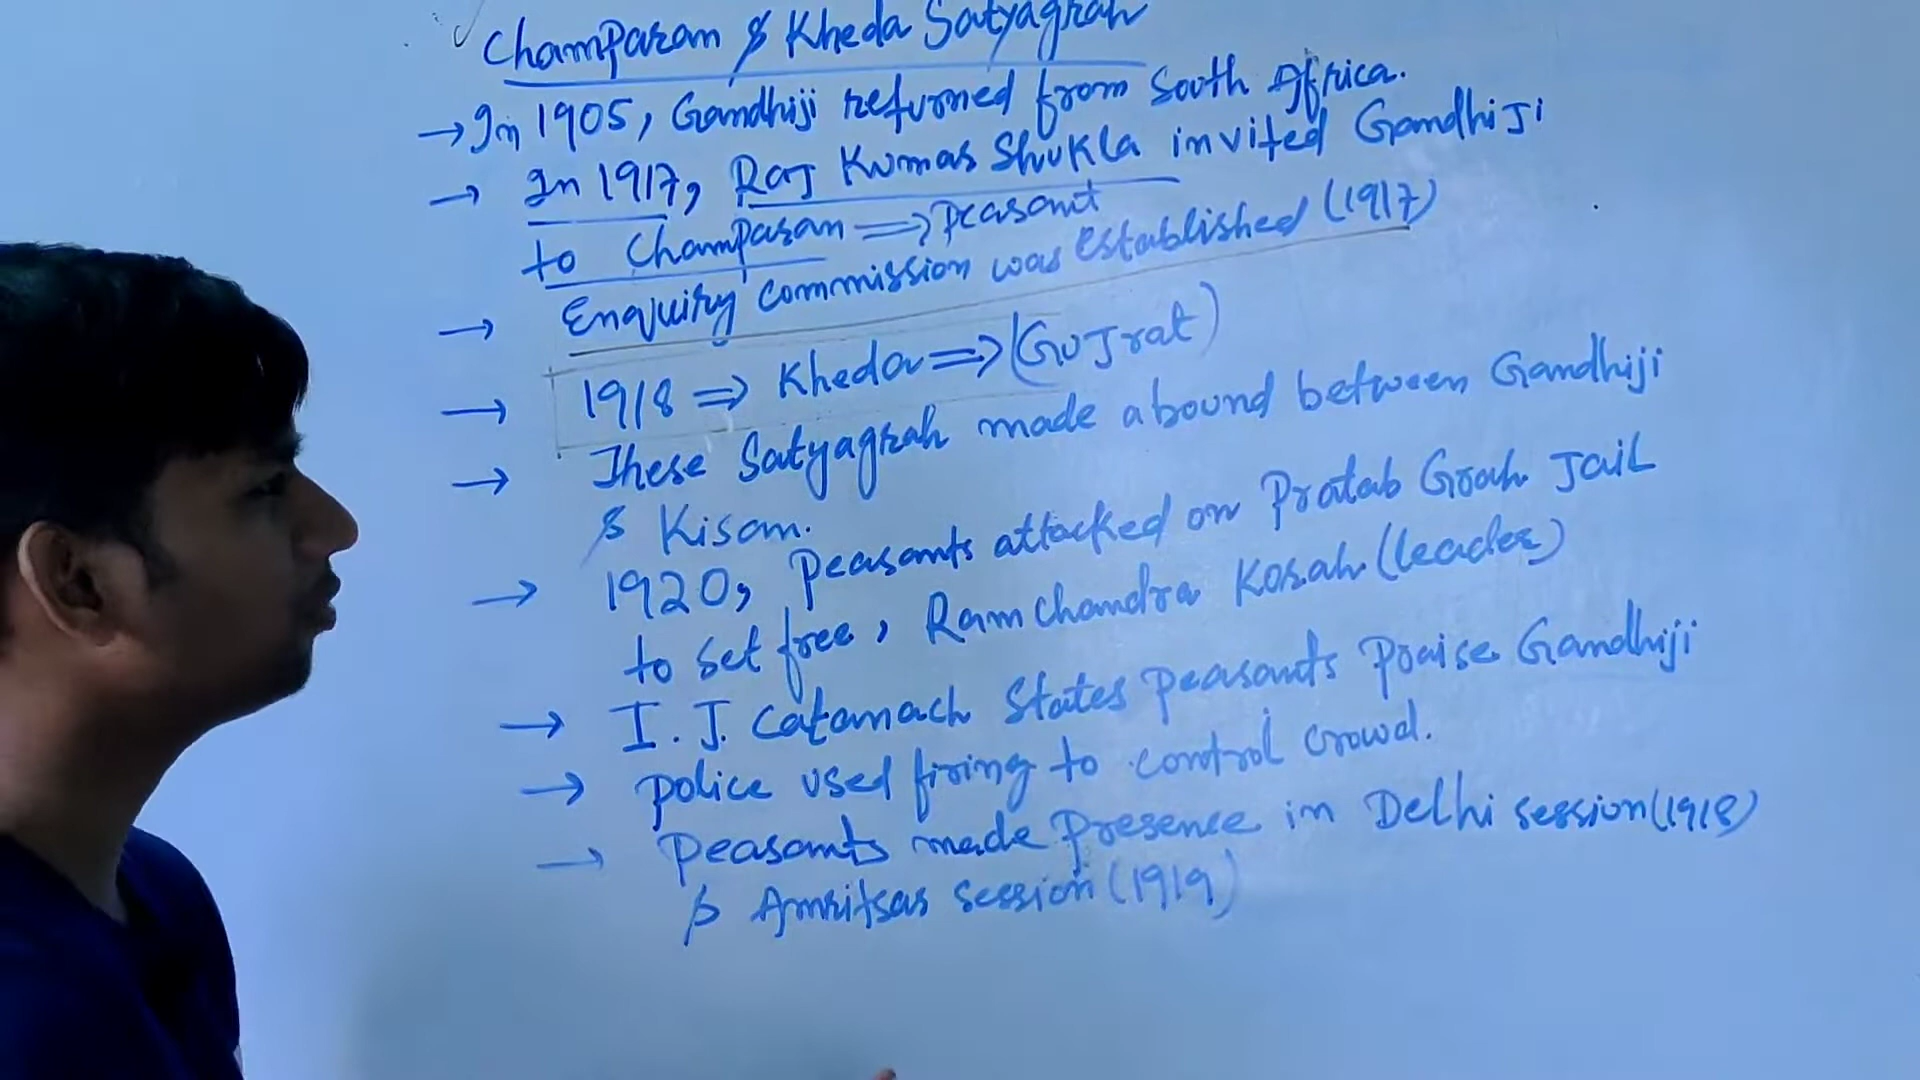 Champaran & Kheda Satyagrah
→ In 1905, Gandhiji returned from South Africa.
→ In 1917, Raj Kumar Shukla invited GandhiJi
to Champaran ⇒ Peasant
→ Enquiry commission was established (1917)
→ 1918 ⇒ Kheda ⇒ (GuJrat)
→ These Satyagrah made a bound between Gandhiji
& Kisan.
→ 1920, Peasants attacked on Pratab Grah Jail
to set free, Ramchandra Korah (leader)
→ I. J. Catanach States peasants praise Gandhiji
→ police used firing to control crowd.
→ Peasants made presence in Delhi session (1918)
& Amritsar session (1919)